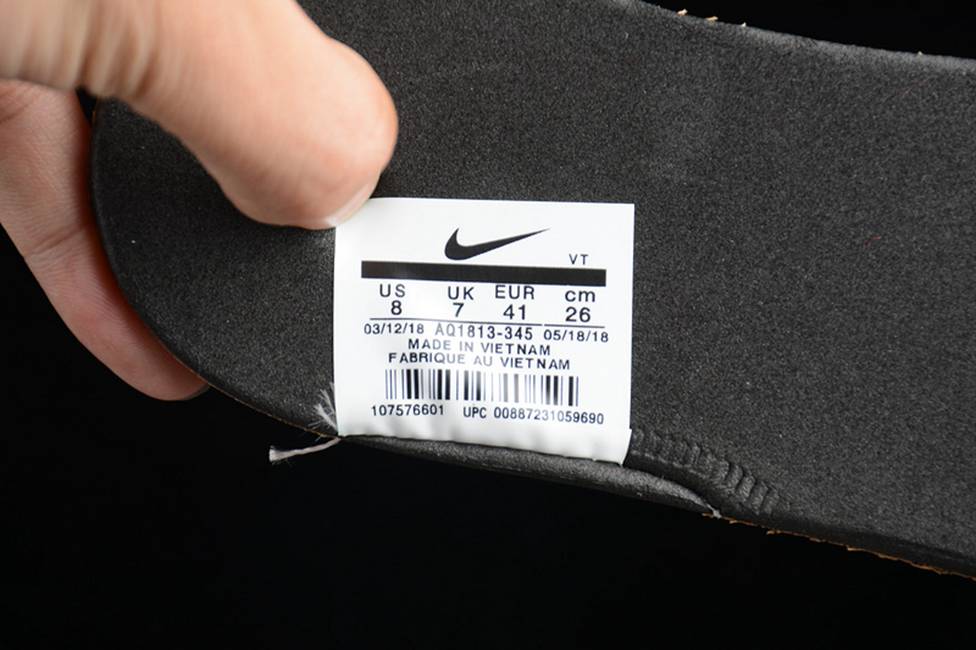 VT
US UK EUR cm
8 7 41 26
03/12/18 AQ1813-345 05/18/18
MADE IN VIETNAM
FABRIQUE AU VIETNAM
107576601 UPC 00887231059690